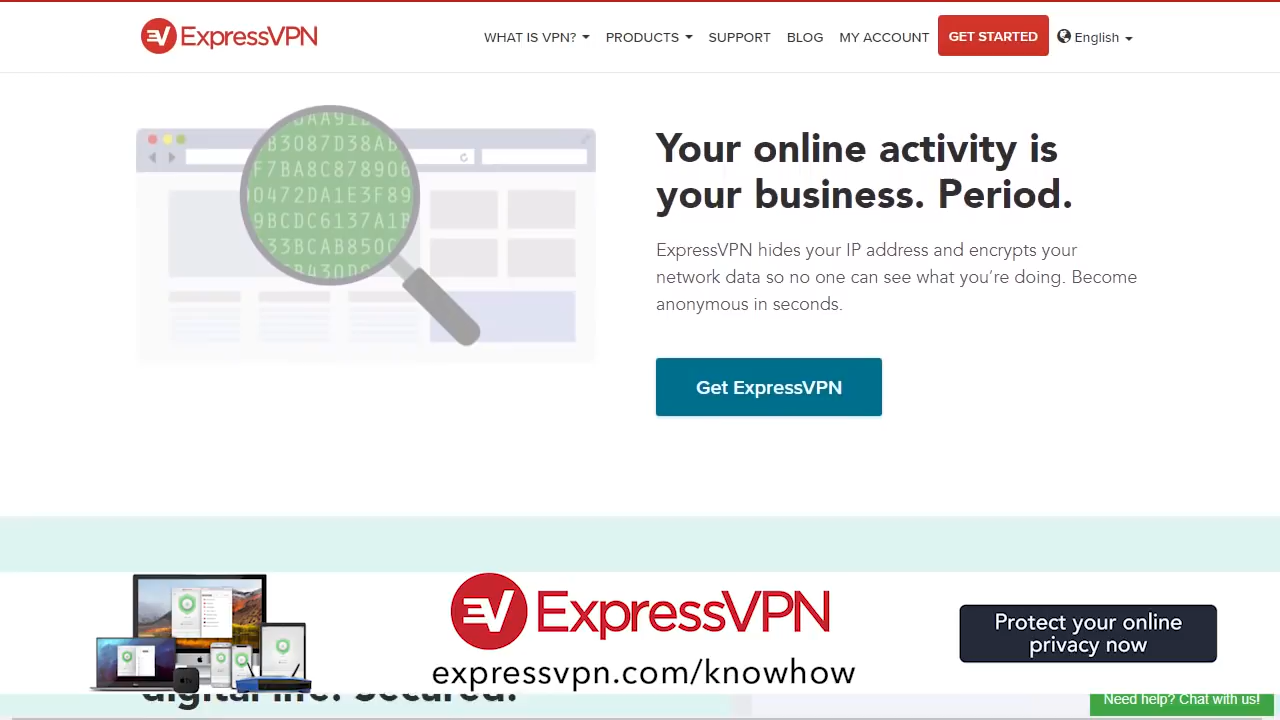 ExpressVPN
WHAT IS VPN? PRODUCTS SUPPORT BLOG MY ACCOUNT GET STARTED English
B3087D38AB
F7BA8C878906
0472DA1E3F89
9BCDC6137A1B
33BCAB850
Your online activity is
your business. Period.
ExpressVPN hides your IP address and encrypts your
network data so no one can see what you're doing. Become
anonymous in seconds.
Get ExpressVPN
ExpressVPN
expressvpn.com/knowhow
Protect your online
privacy now
digital life. Secured.
Need help? Chat with us!